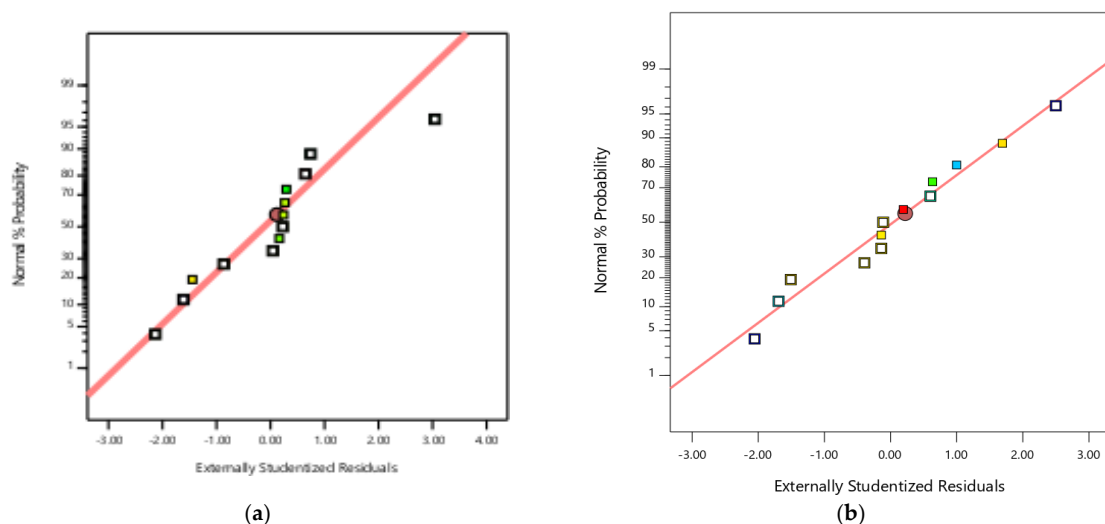 99
95
90
80
70
50
30
20
10
5
1
Normal % Probability
-3.00 -2.00 -1.00 0.00 1.00 2.00 3.00 4.00
Externally Studentized Residuals
(a)
99
95
90
80
70
50
30
20
10
5
1
Normal % Probability
-3.00 -2.00 -1.00 0.00 1.00 2.00 3.00
Externally Studentized Residuals
(b)